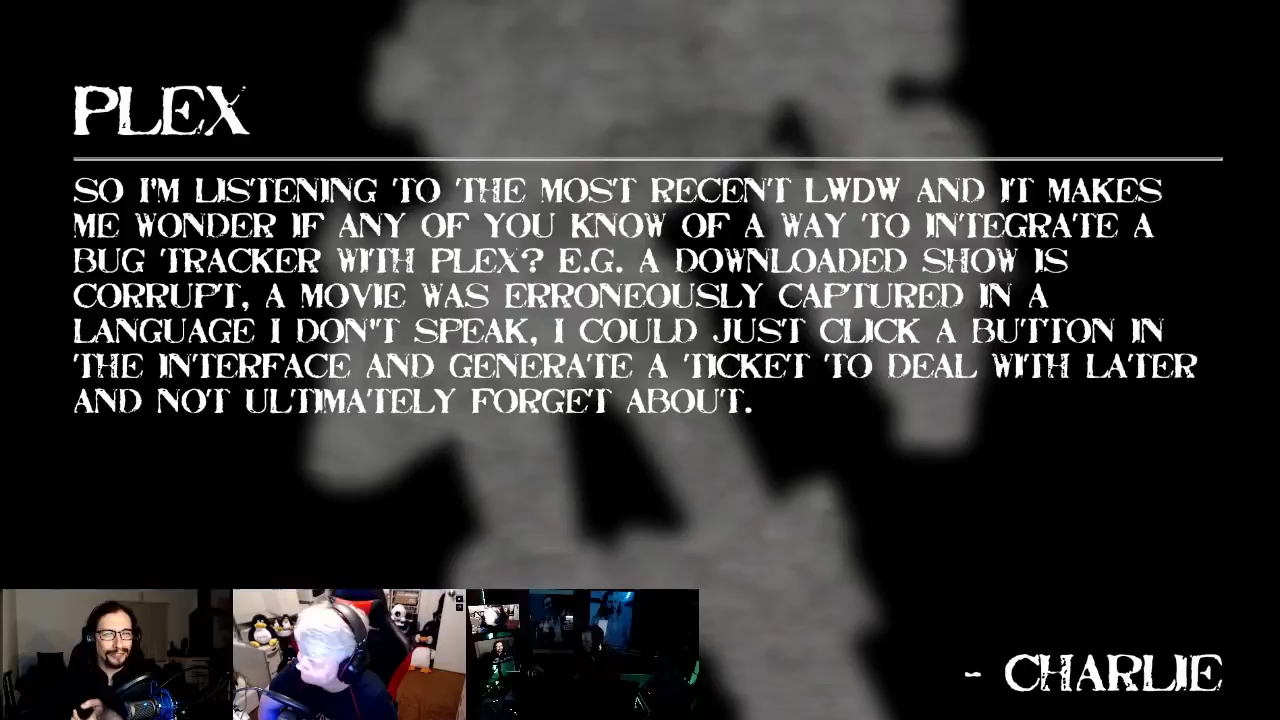 PLEX
SO I'M LISTENING TO THE MOST RECENT LWDW AND IT MAKES
ME WONDER IF ANY OF YOU KNOW OF A WAY TO INTEGRATE A
BUG TRACKER WITH PLEX? E.G. A DOWNLOADED SHOW IS
CORRUPT, A MOVIE WAS ERRONEOUSLY CAPTURED IN A
LANGUAGE I DON'T SPEAK, I COULD JUST CLICK A BUTTON IN
THE INTERFACE AND GENERATE A TICKET TO DEAL WITH LATER
AND NOT ULTIMATELY FORGET ABOUT.
- CHARLIE